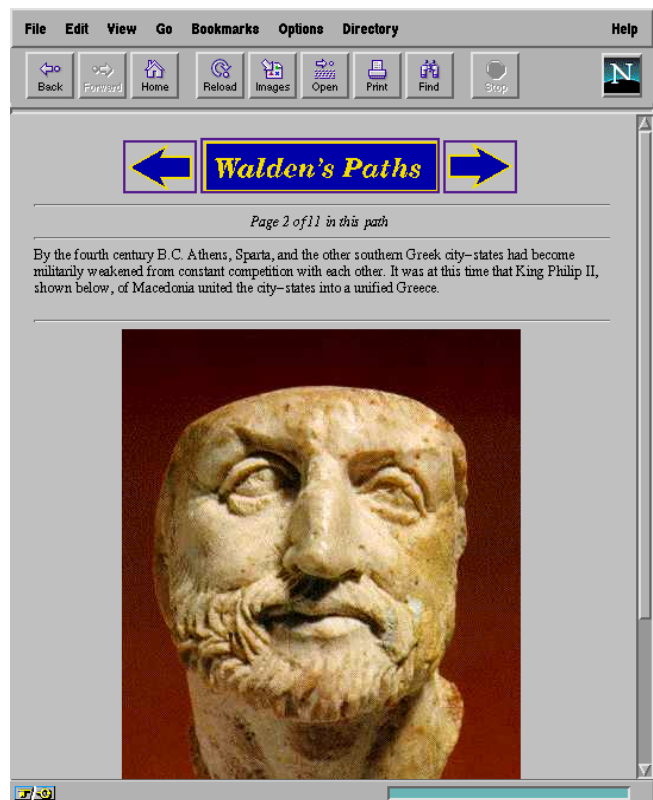 File Edit View Go Bookmarks Options Directory Help
Back Forward Home Reload Images Open Print Find Stop
N
Walden's Paths
Page 2 of 11 in this path
By the fourth century B.C. Athens, Sparta, and the other southern Greek city-states had become
militarily weakened from constant competition with each other. It was at this time that King Philip II,
shown below, of Macedonia united the city-states into a unified Greece.